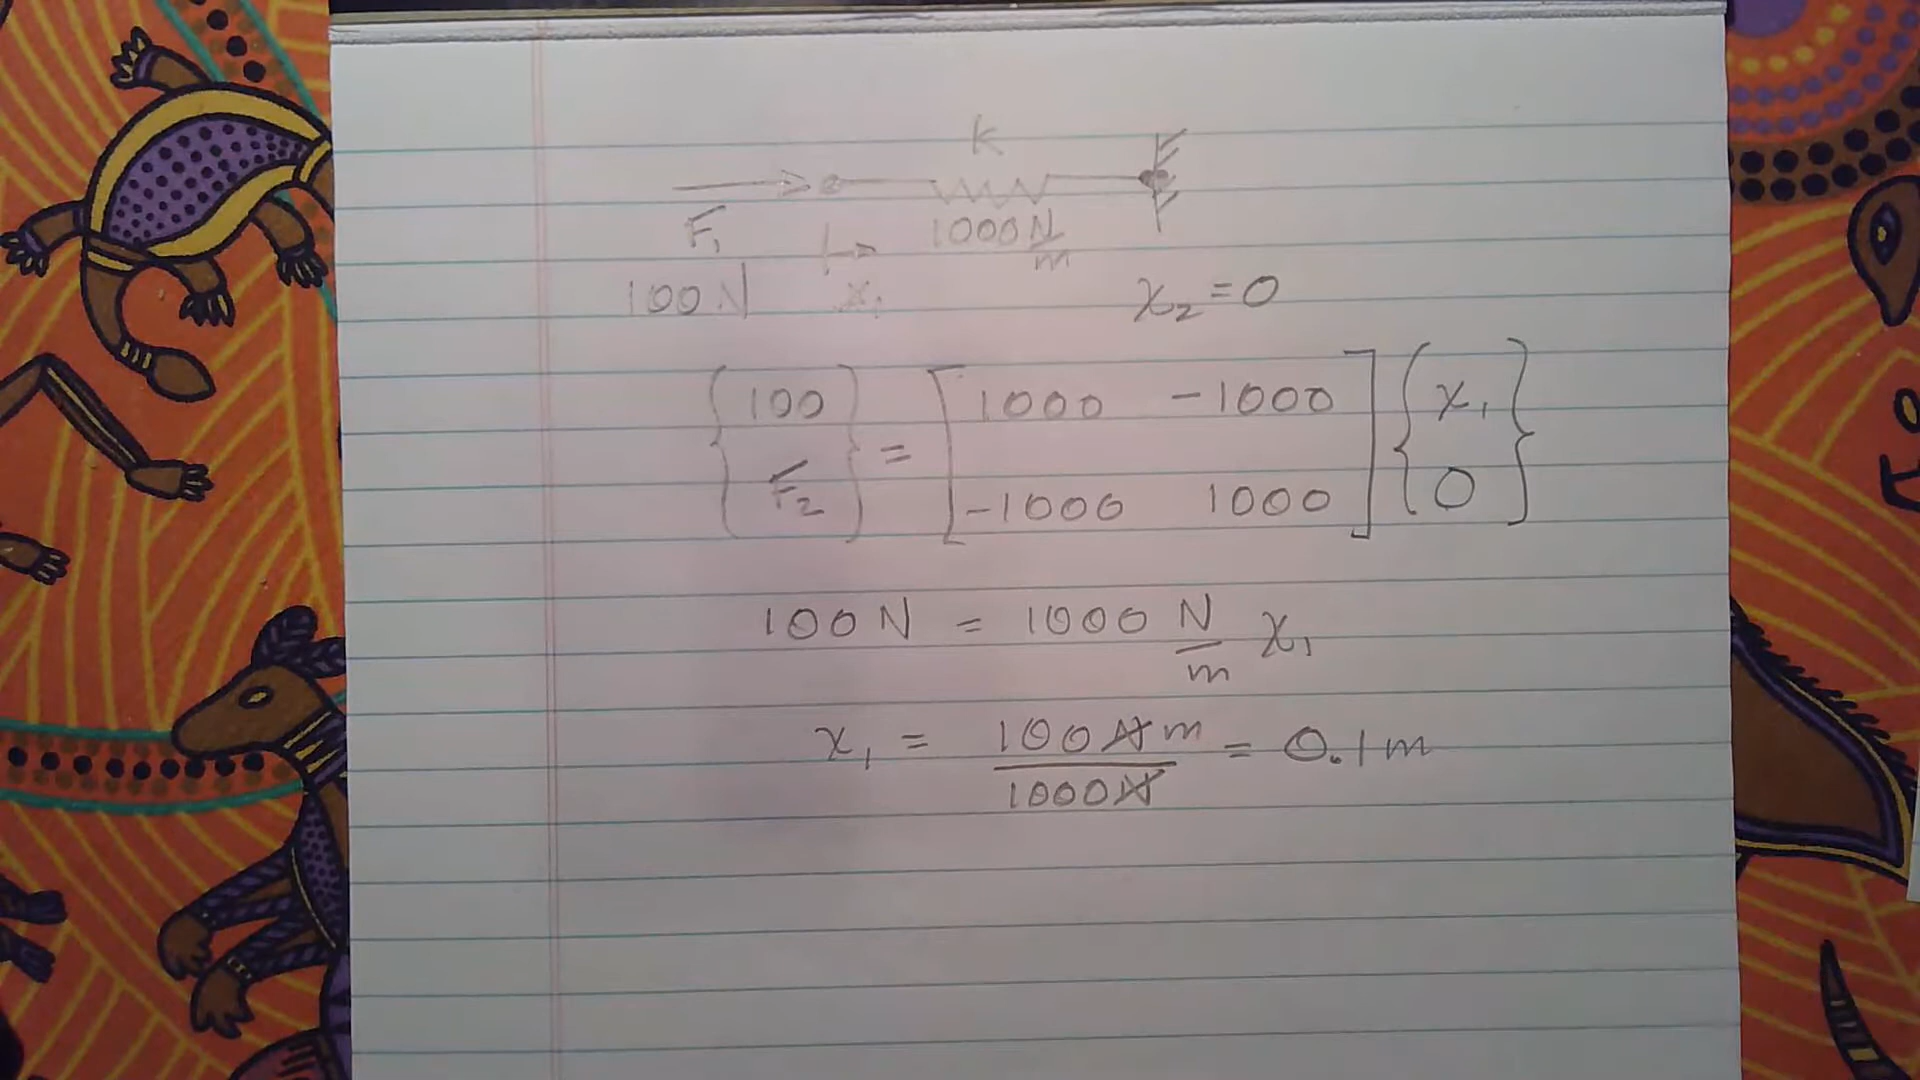 k
F₁ 1000 N/m
100 N x₁ x₂ = 0
{100 F₂} = [1000 -1000 -1000 1000] {x₁ 0}
100 N = 1000 N/m x₁
x₁ = 100 N m / 1000 N = 0.1 m